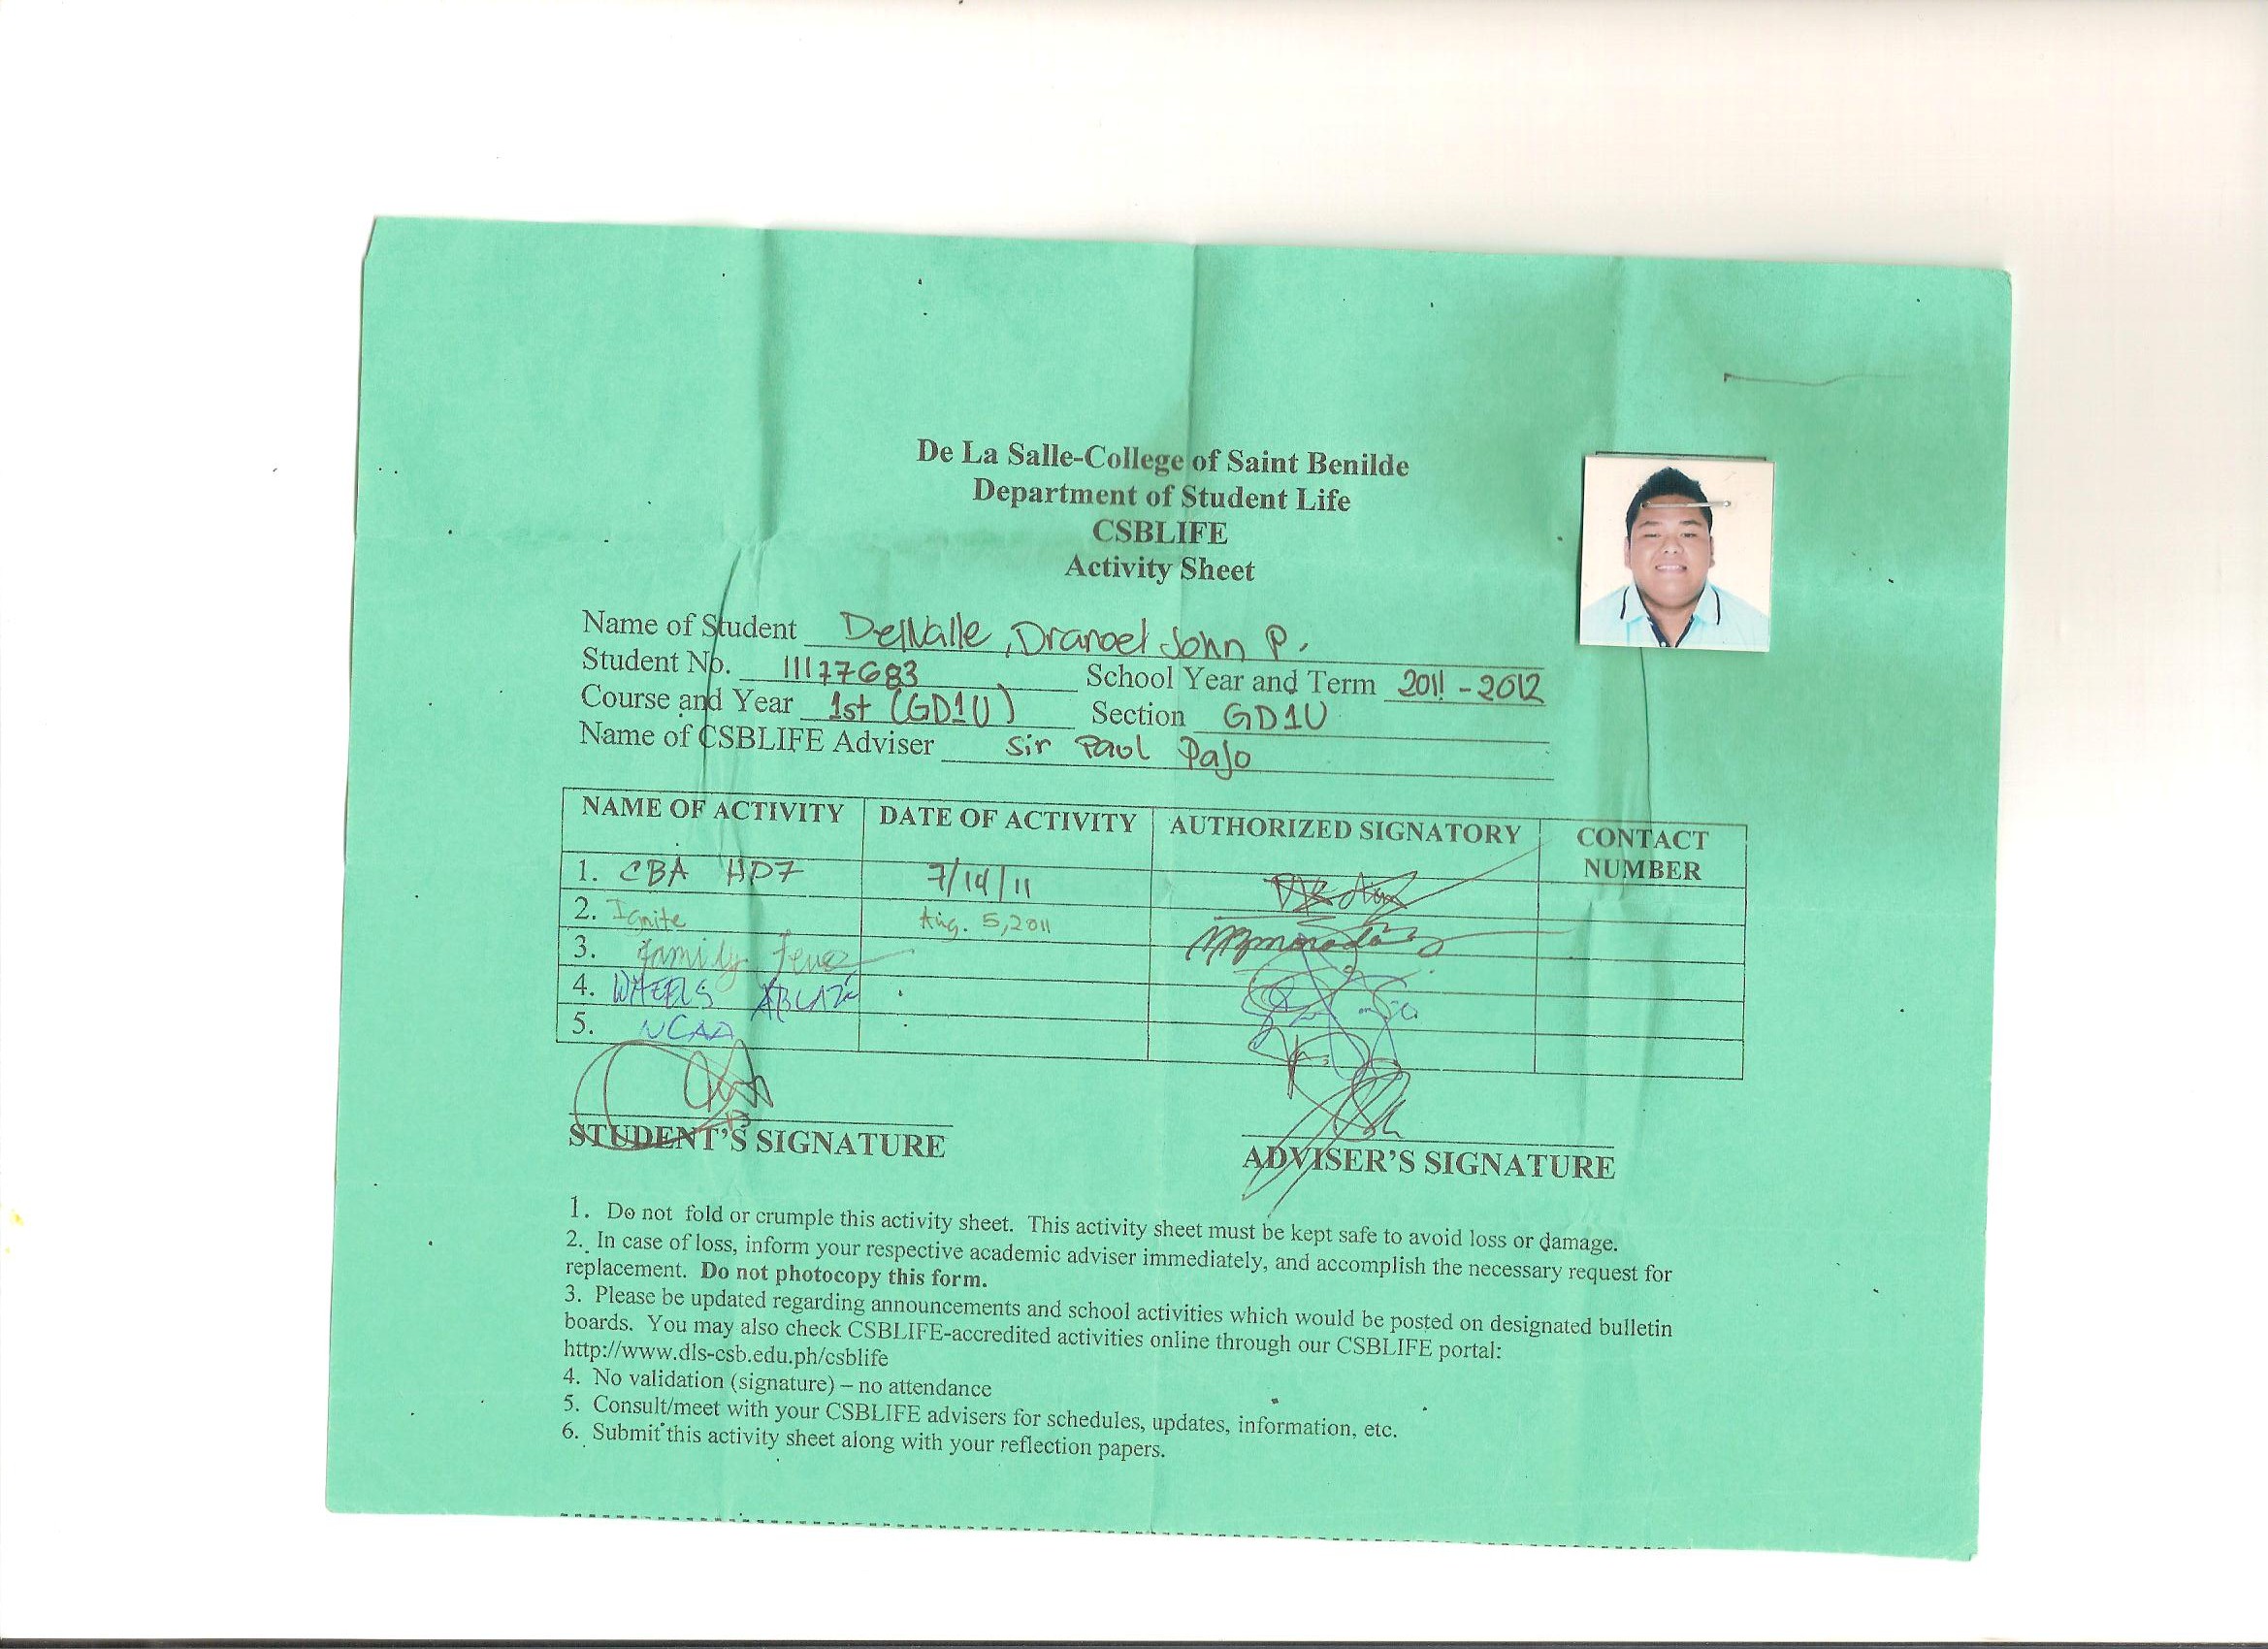 De La Salle-College of Saint Benilde
Department of Student Life
CSBLIFE
Activity Sheet
Name of Student DelValle, Dranoel John P.
Student No. 11177683 School Year and Term 2011 - 2012
Course and Year 1st (GD1U) Section GD1U
Name of CSBLIFE Adviser Sir Paul Pajo
NAME OF ACTIVITY DATE OF ACTIVITY AUTHORIZED SIGNATORY CONTACT NUMBER
1. CBA HD7 7/14/11
2. Ignite Aug. 5, 2011
3. Family
4. WHEELS ABLAZE
5. NCAA
STUDENT'S SIGNATURE
ADVISER'S SIGNATURE
1. Do not fold or crumple this activity sheet. This activity sheet must be kept safe to avoid loss or damage.
2. In case of loss, inform your respective academic adviser immediately, and accomplish the necessary request for
replacement. Do not photocopy this form.
3. Please be updated regarding announcements and school activities which would be posted on designated bulletin
boards. You may also check CSBLIFE-accredited activities online through our CSBLIFE portal:
http://www.dls-csb.edu.ph/csblife
4. No validation (signature) – no attendance
5. Consult/meet with your CSBLIFE advisers for schedules, updates, information, etc.
6. Submit this activity sheet along with your reflection papers.